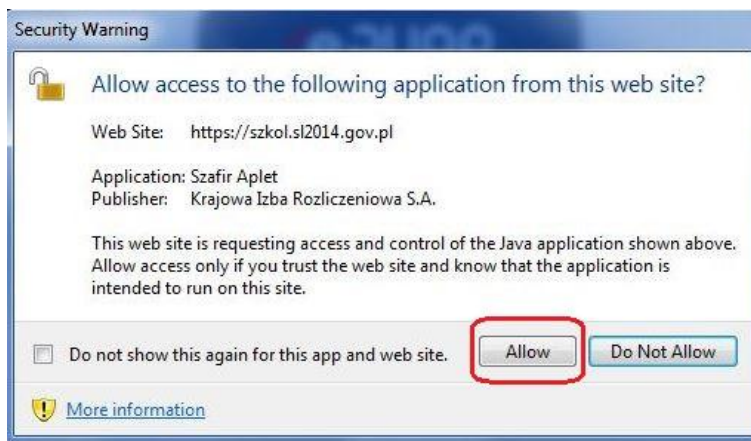 Security Warning
Allow access to the following application from this web site?
Web Site: https://szkol.sl2014.gov.pl
Application: Szafir Aplet
Publisher: Krajowa Izba Rozliczeniowa S.A.
This web site is requesting access and control of the Java application shown above.
Allow access only if you trust the web site and know that the application is
intended to run on this site.
Do not show this again for this app and web site. Allow Do Not Allow
More information